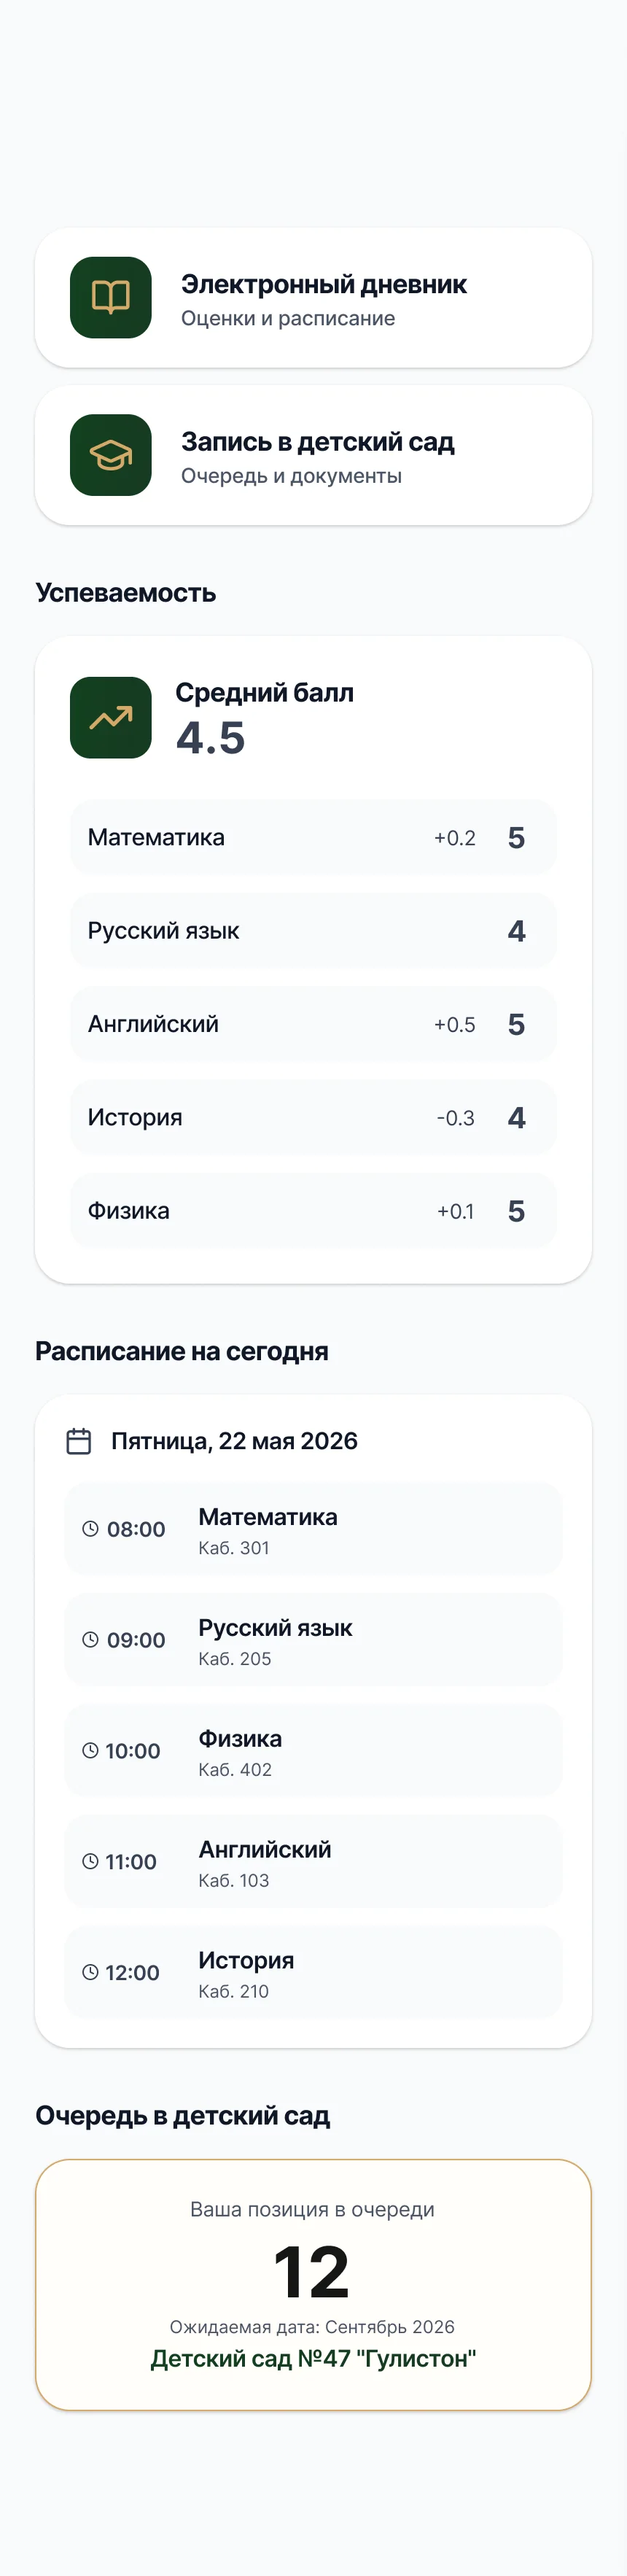 Электронный дневник
Оценки и расписание
Запись в детский сад
Очередь и документы
Успеваемость
Средний балл
4.5
Математика +0.2 5
Русский язык 4
Английский +0.5 5
История -0.3 4
Физика +0.1 5
Расписание на сегодня
Пятница, 22 мая 2026
08:00 Математика
Каб. 301
09:00 Русский язык
Каб. 205
10:00 Физика
Каб. 402
11:00 Английский
Каб. 103
12:00 История
Каб. 210
Очередь в детский сад
Ваша позиция в очереди
12
Ожидаемая дата: Сентябрь 2026
Детский сад №47 "Гулистон"